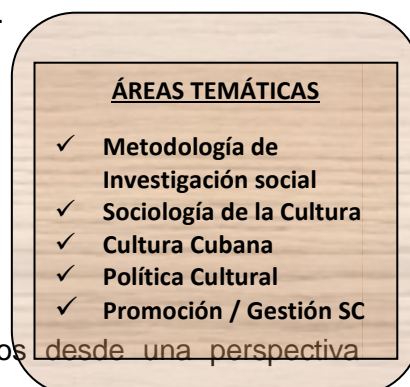 ÁREAS TEMÁTICAS
✓ Metodología de
Investigación social
✓ Sociología de la Cultura
✓ Cultura Cubana
✓ Política Cultural
✓ Promoción / Gestión SC
desde una perspectiva